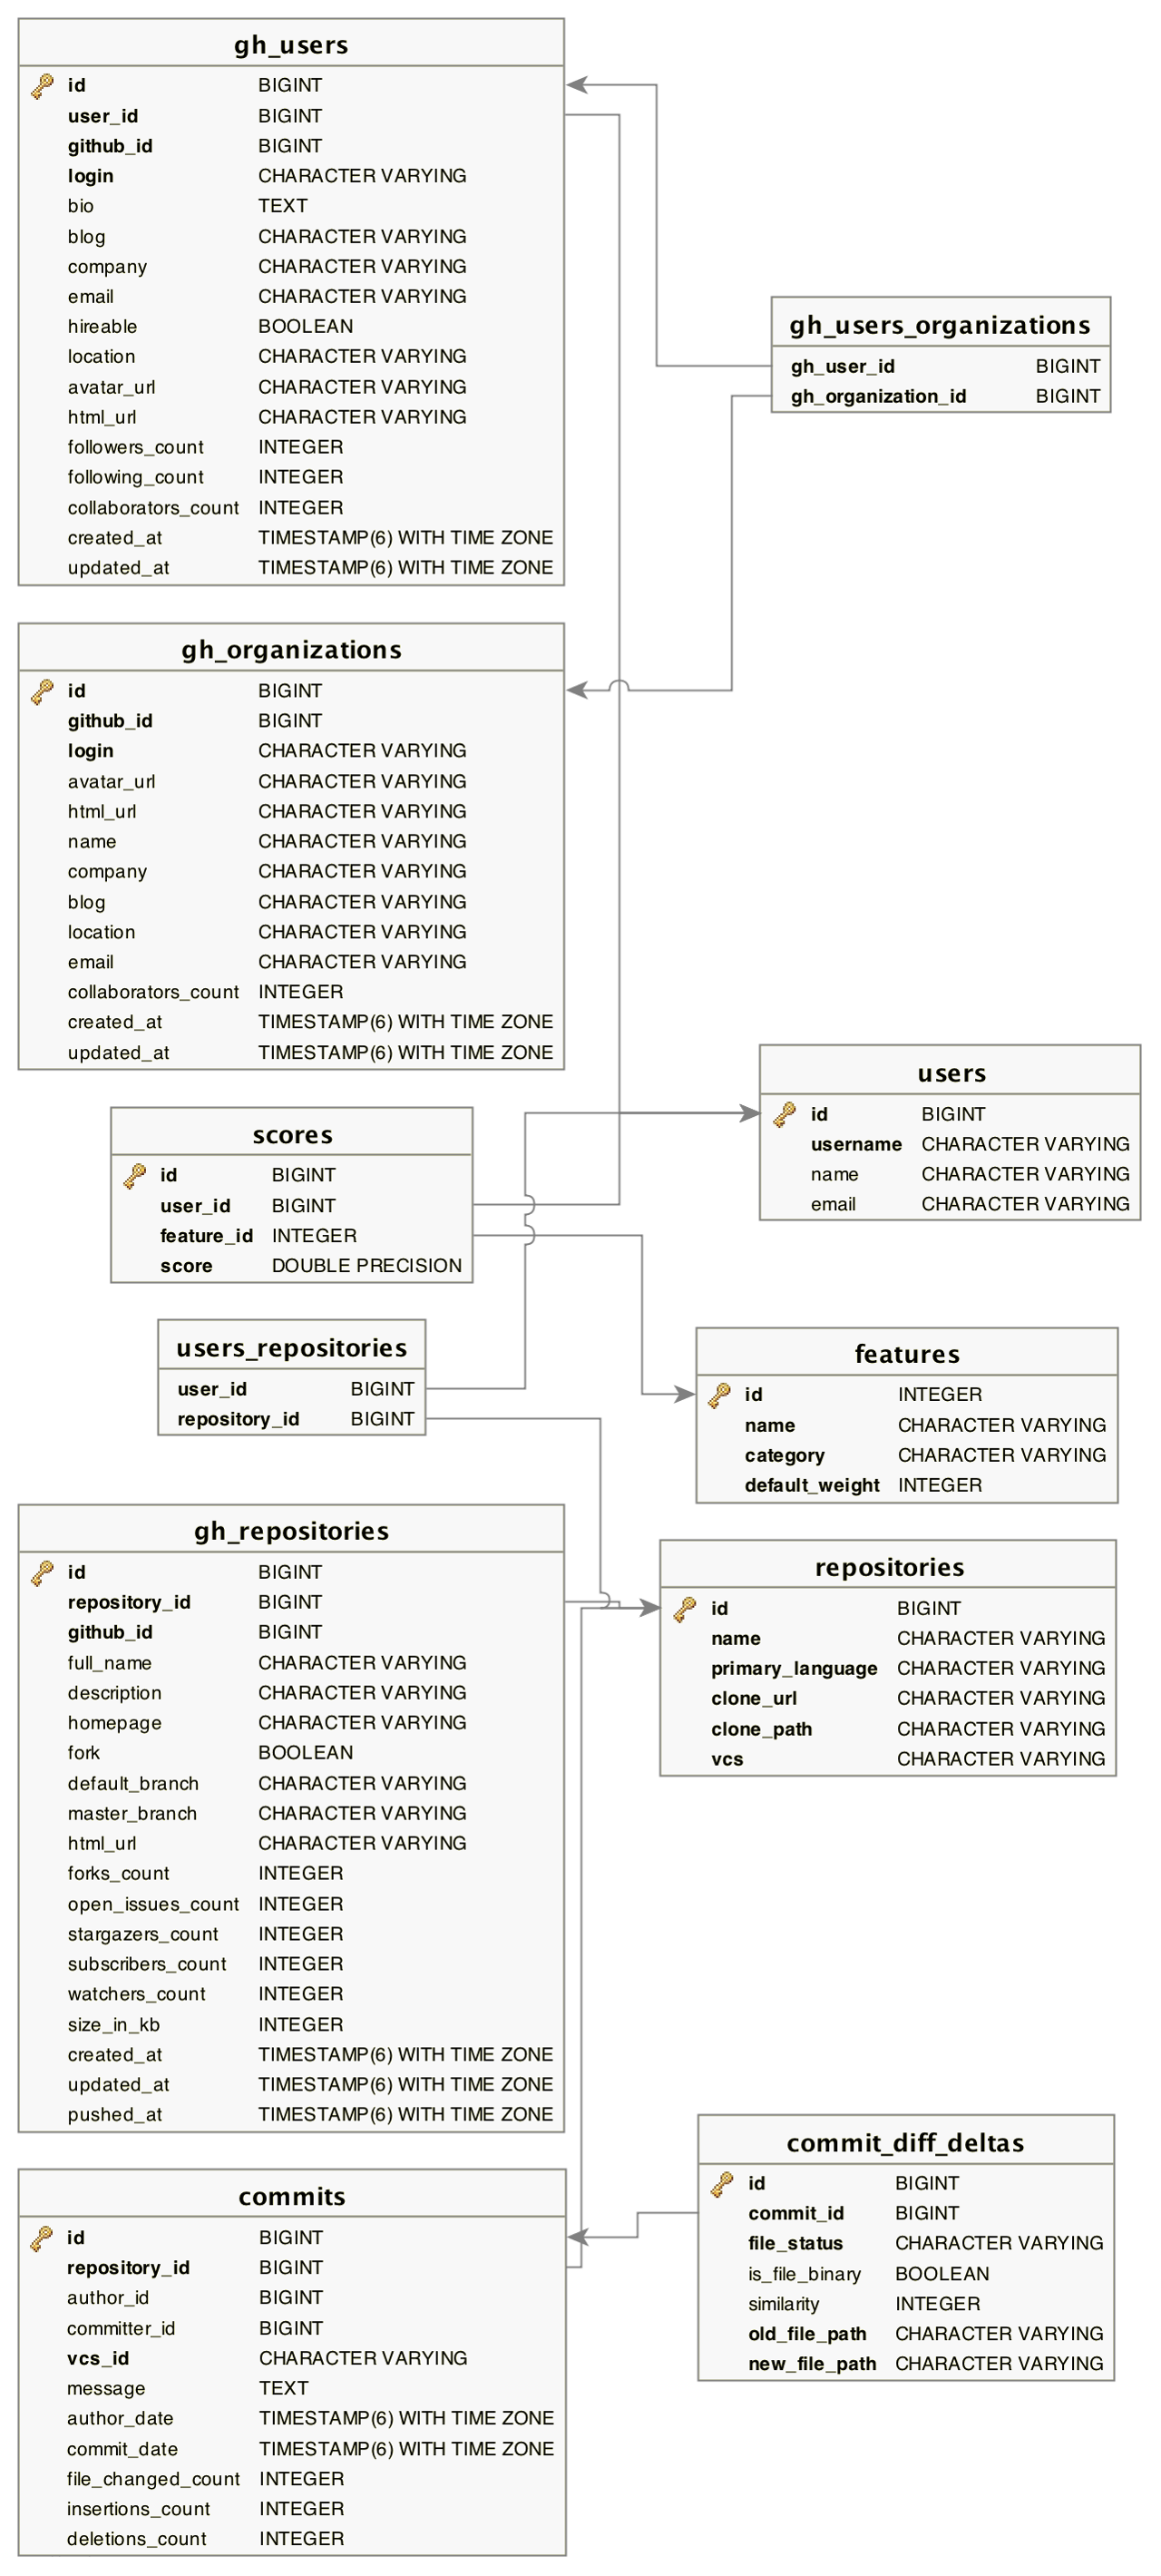 gh_users
id BIGINT
user_id BIGINT
github_id BIGINT
login CHARACTER VARYING
bio TEXT
blog CHARACTER VARYING
company CHARACTER VARYING
email CHARACTER VARYING
hireable BOOLEAN
location CHARACTER VARYING
avatar_url CHARACTER VARYING
html_url CHARACTER VARYING
followers_count INTEGER
following_count INTEGER
collaborators_count INTEGER
created_at TIMESTAMP(6) WITH TIME ZONE
updated_at TIMESTAMP(6) WITH TIME ZONE
gh_users_organizations
gh_user_id BIGINT
gh_organization_id BIGINT
gh_organizations
id BIGINT
github_id BIGINT
login CHARACTER VARYING
avatar_url CHARACTER VARYING
html_url CHARACTER VARYING
name CHARACTER VARYING
company CHARACTER VARYING
blog CHARACTER VARYING
location CHARACTER VARYING
email CHARACTER VARYING
collaborators_count INTEGER
created_at TIMESTAMP(6) WITH TIME ZONE
updated_at TIMESTAMP(6) WITH TIME ZONE
users
id BIGINT
username CHARACTER VARYING
name CHARACTER VARYING
email CHARACTER VARYING
scores
id BIGINT
user_id BIGINT
feature_id INTEGER
score DOUBLE PRECISION
users_repositories
user_id BIGINT
repository_id BIGINT
features
id INTEGER
name CHARACTER VARYING
category CHARACTER VARYING
default_weight INTEGER
gh_repositories
id BIGINT
repository_id BIGINT
github_id BIGINT
full_name CHARACTER VARYING
description CHARACTER VARYING
homepage CHARACTER VARYING
fork BOOLEAN
default_branch CHARACTER VARYING
master_branch CHARACTER VARYING
html_url CHARACTER VARYING
forks_count INTEGER
open_issues_count INTEGER
stargazers_count INTEGER
subscribers_count INTEGER
watchers_count INTEGER
size_in_kb INTEGER
created_at TIMESTAMP(6) WITH TIME ZONE
updated_at TIMESTAMP(6) WITH TIME ZONE
pushed_at TIMESTAMP(6) WITH TIME ZONE
repositories
id BIGINT
name CHARACTER VARYING
primary_language CHARACTER VARYING
clone_url CHARACTER VARYING
clone_path CHARACTER VARYING
vcs CHARACTER VARYING
commit_diff_deltas
id BIGINT
commit_id BIGINT
file_status CHARACTER VARYING
is_file_binary BOOLEAN
similarity INTEGER
old_file_path CHARACTER VARYING
new_file_path CHARACTER VARYING
commits
id BIGINT
repository_id BIGINT
author_id BIGINT
committer_id BIGINT
vcs_id CHARACTER VARYING
message TEXT
author_date TIMESTAMP(6) WITH TIME ZONE
commit_date TIMESTAMP(6) WITH TIME ZONE
file_changed_count INTEGER
insertions_count INTEGER
deletions_count INTEGER